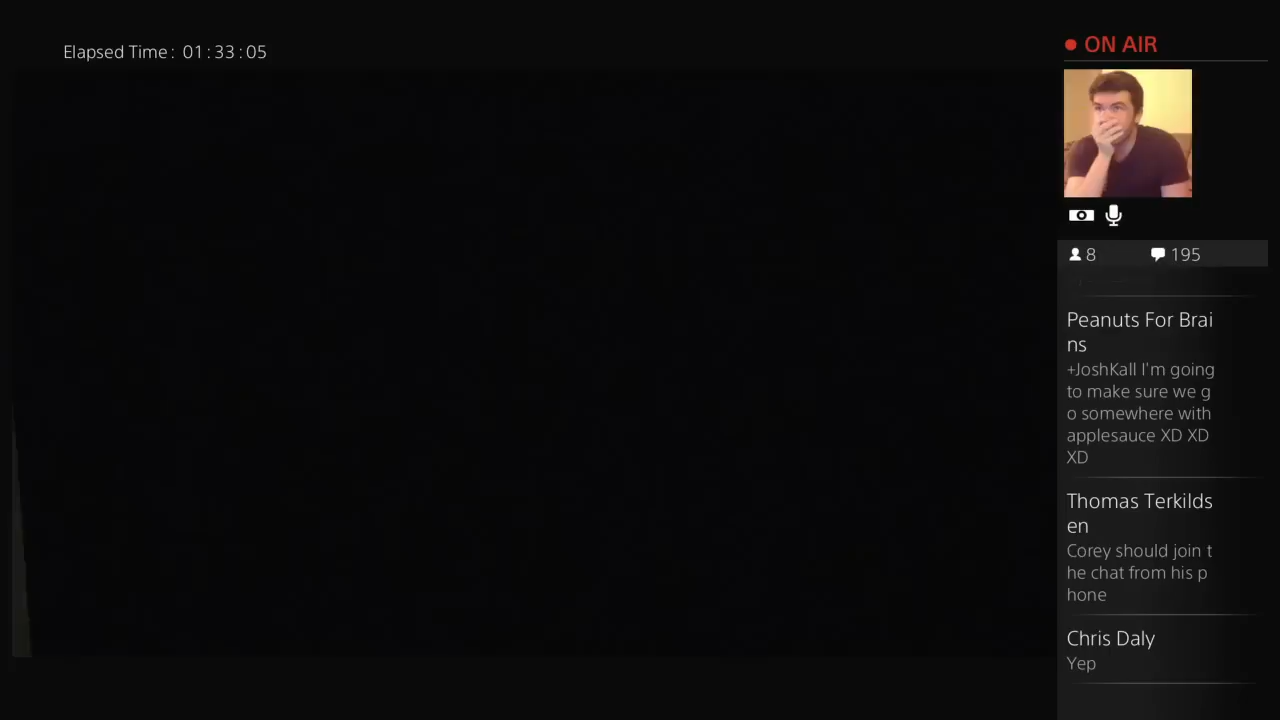 Elapsed Time: 01:33:05
ON AIR
8 195
Peanuts For Brai
ns
+JoshKall I'm going
to make sure we g
o somewhere with
applesauce XD XD
XD
Thomas Terkilds
en
Corey should join t
he chat from his p
hone
Chris Daly
Yep